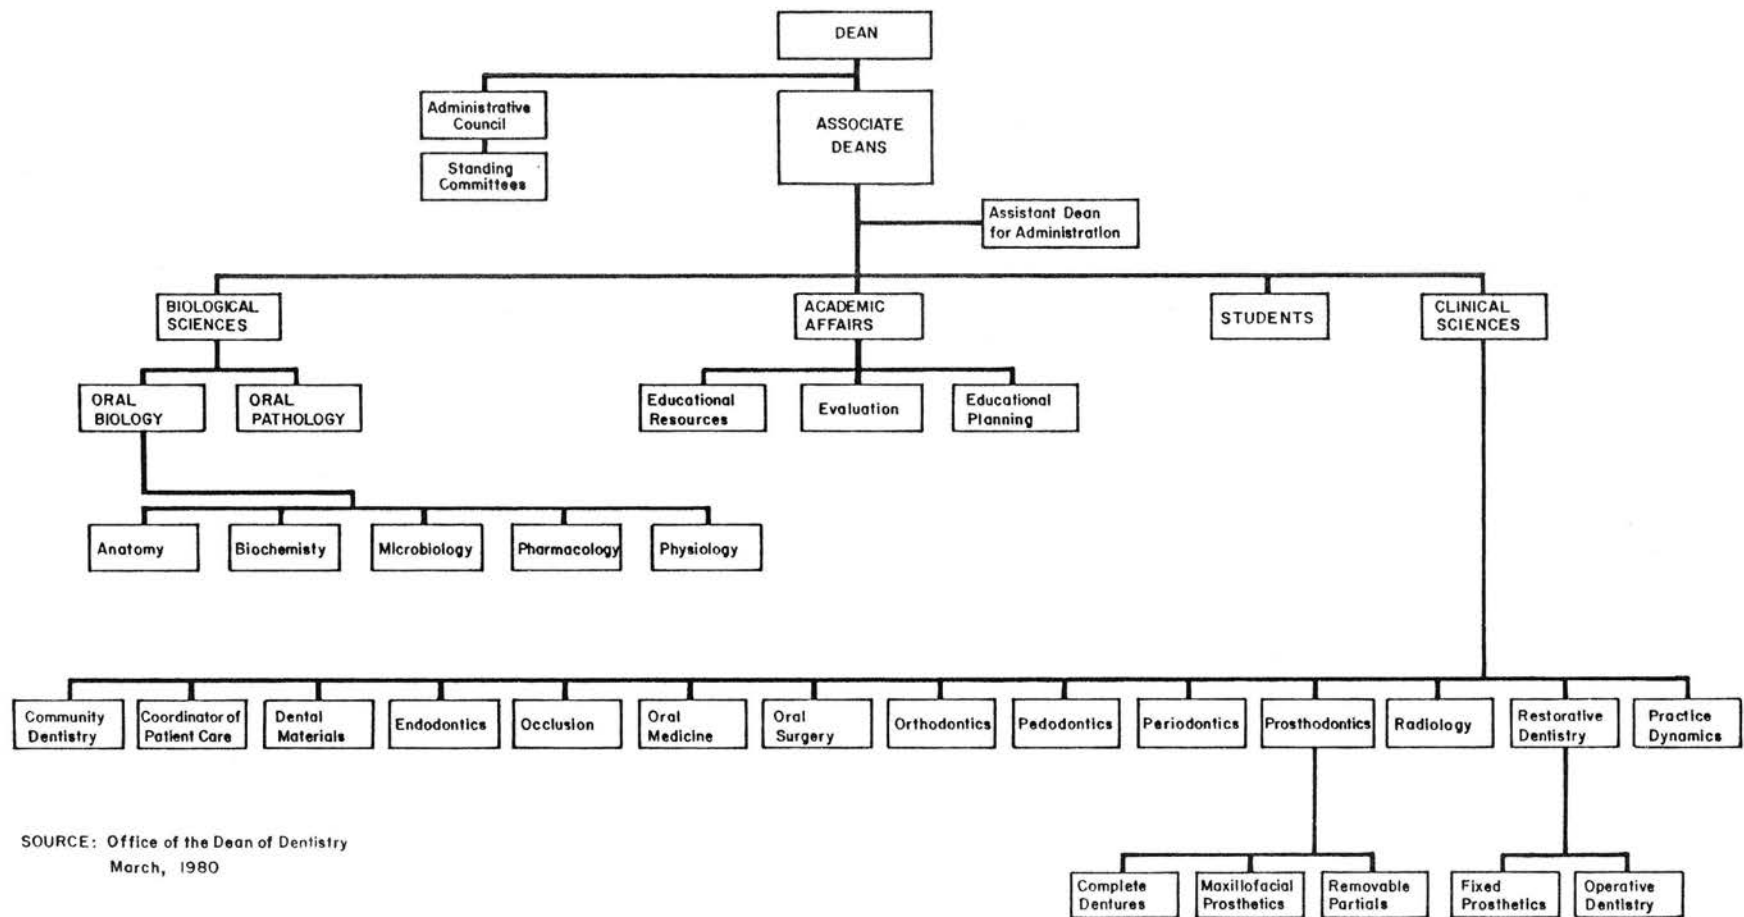 DEAN
Administrative
Council
ASSOCIATE
DEANS
Standing
Committees
Assistant Dean
for Administration
BIOLOGICAL
SCIENCES
ACADEMIC
AFFAIRS
STUDENTS
CLINICAL
SCIENCES
ORAL
BIOLOGY
ORAL
PATHOLOGY
Educational
Resources
Evaluation
Educational
Planning
Anatomy
Biochemisty
Microbiology
Pharmacology
Physiology
Community
Dentistry
Coordinator of
Patient Care
Dental
Materials
Endodontics
Occlusion
Oral
Medicine
Oral
Surgery
Orthodontics
Pedodontics
Periodontics
Prosthodontics
Radiology
Restorative
Dentistry
Practice
Dynamics
Complete
Dentures
Maxillofacial
Prosthetics
Removable
Partials
Fixed
Prosthetics
Operative
Dentistry
SOURCE: Office of the Dean of Dentistry
March, 1980